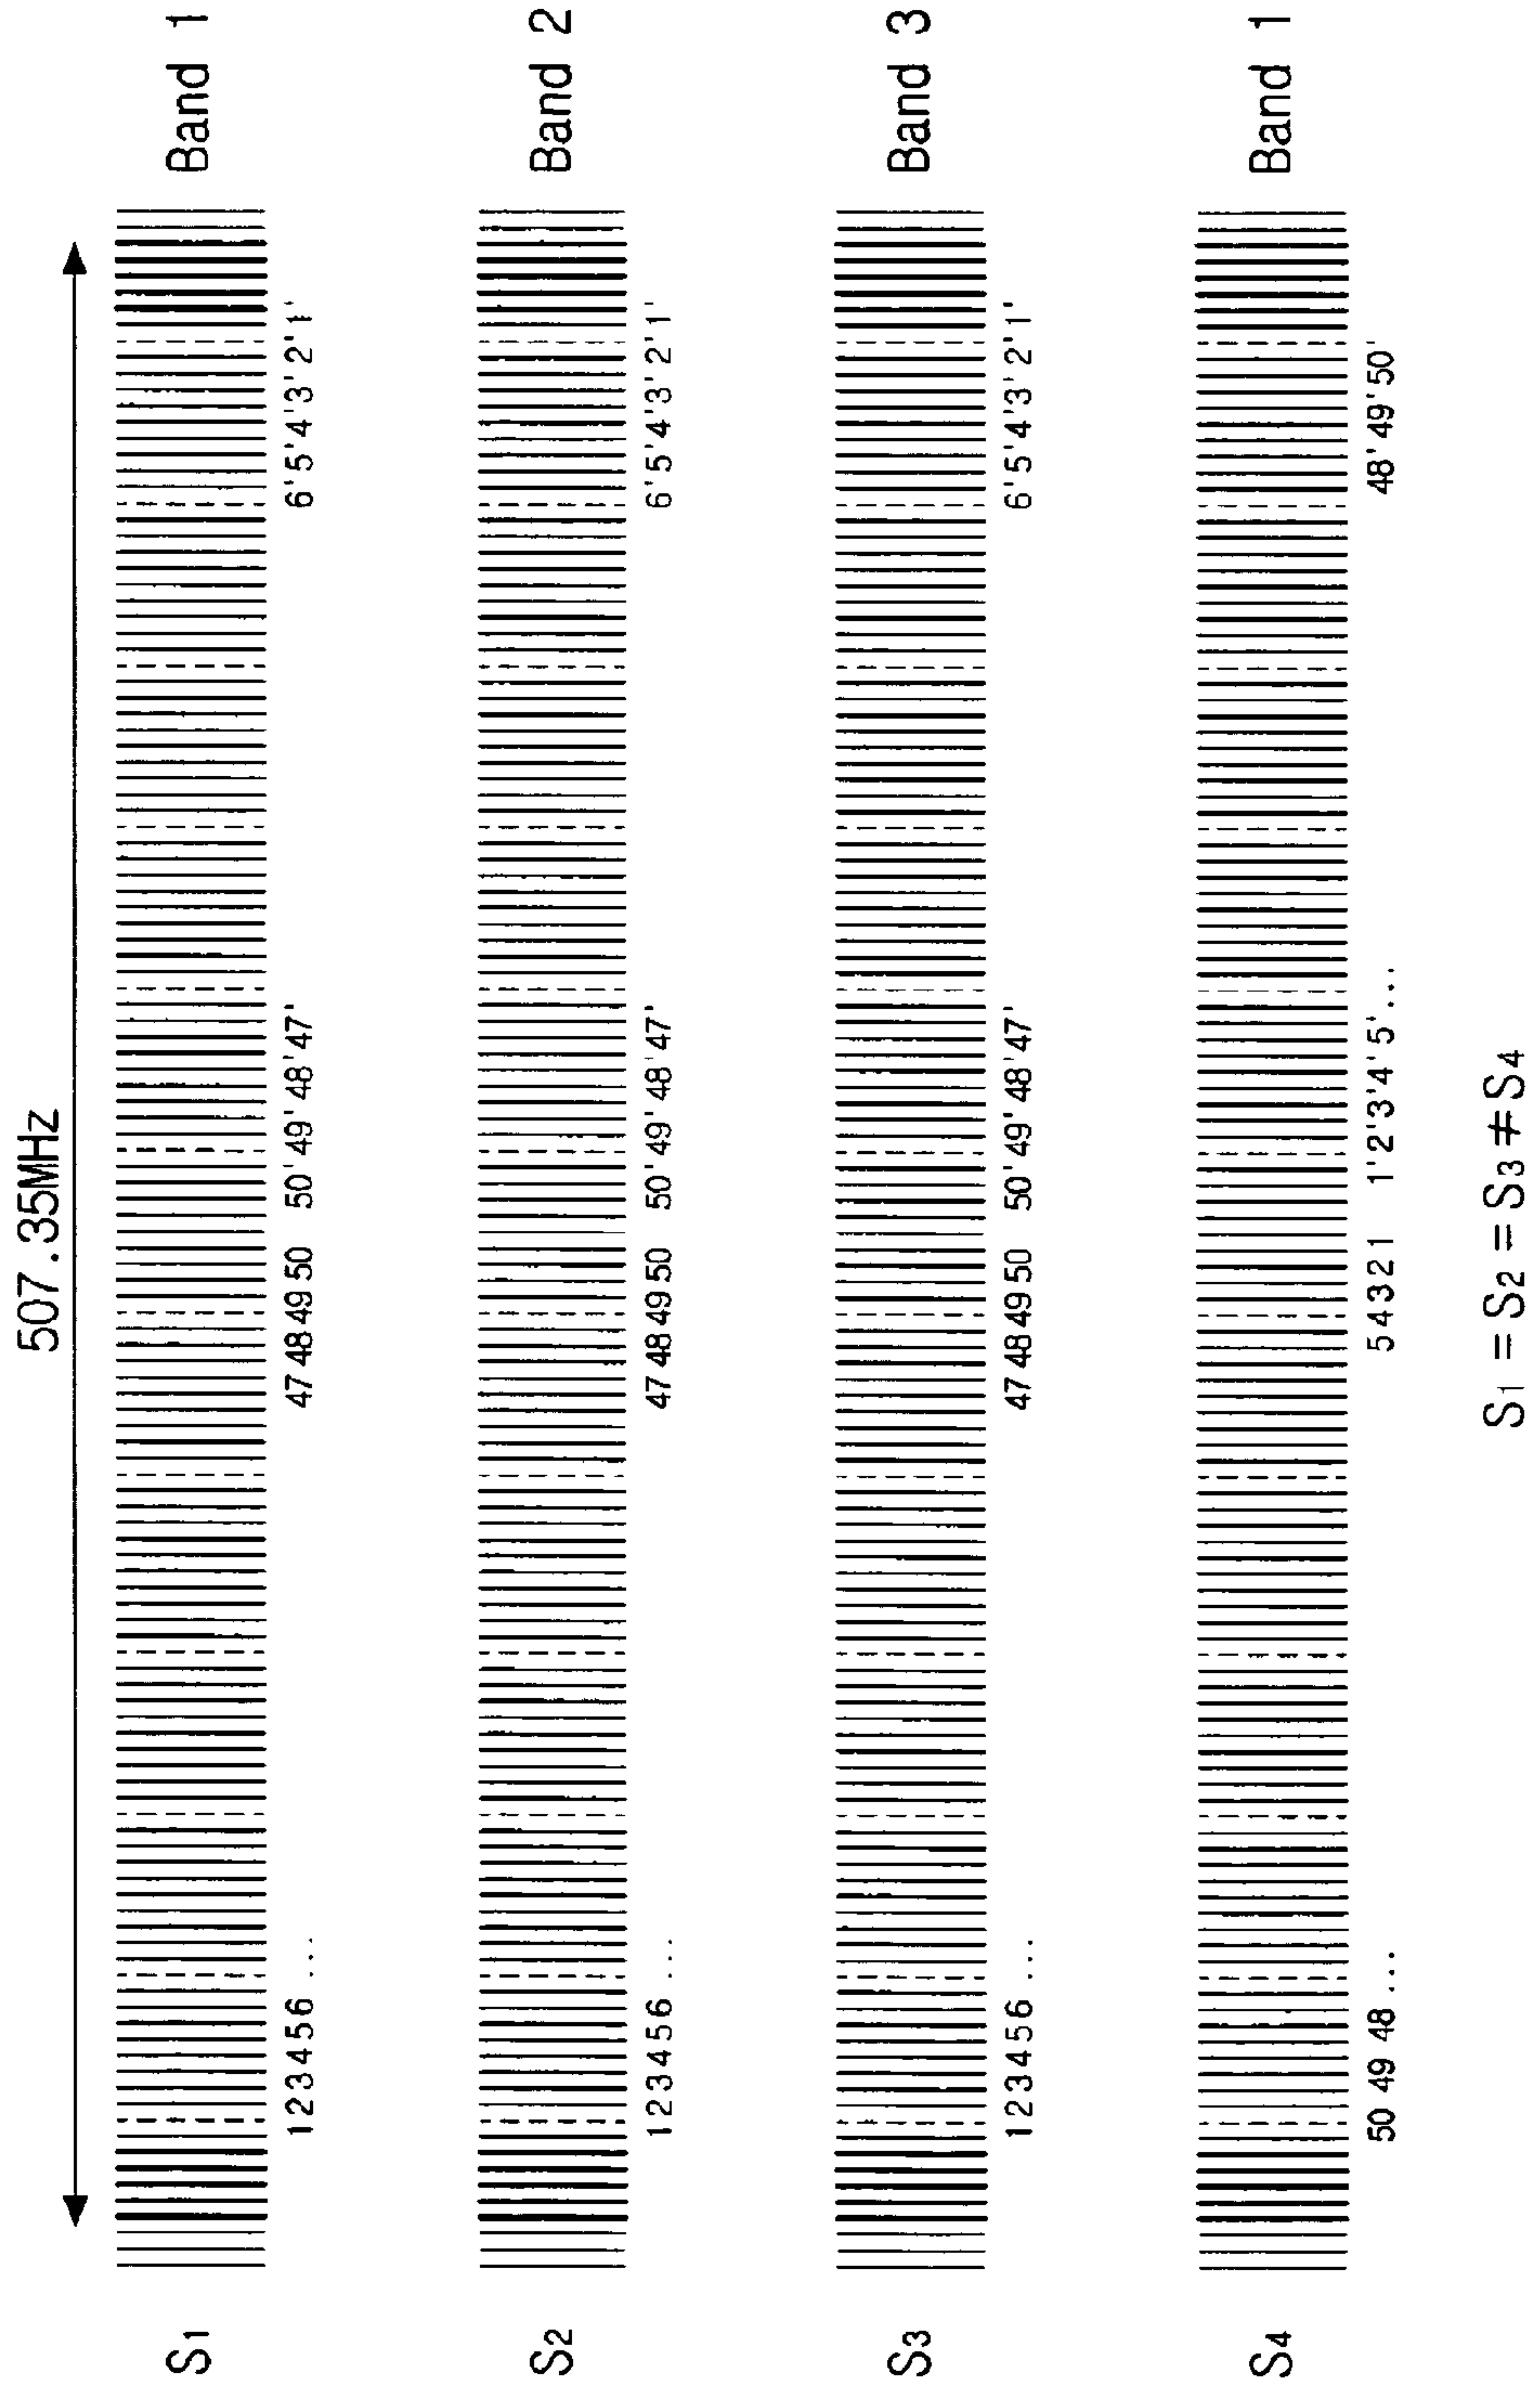 507.35MHz
S1 Band 1
1 2 3 4 5 6 ... 47 48 49 50 50' 49' 48' 47' 6' 5' 4' 3' 2' 1'
S2 Band 2
1 2 3 4 5 6 ... 47 48 49 50 50' 49' 48' 47' 6' 5' 4' 3' 2' 1'
S3 Band 3
1 2 3 4 5 6 ... 47 48 49 50 50' 49' 48' 47' 6' 5' 4' 3' 2' 1'
S4 Band 1
50 49 48 ... 5 4 3 2 1 1' 2' 3' 4' 5' ... 48' 49' 50'
S1 = S2 = S3 ≠ S4